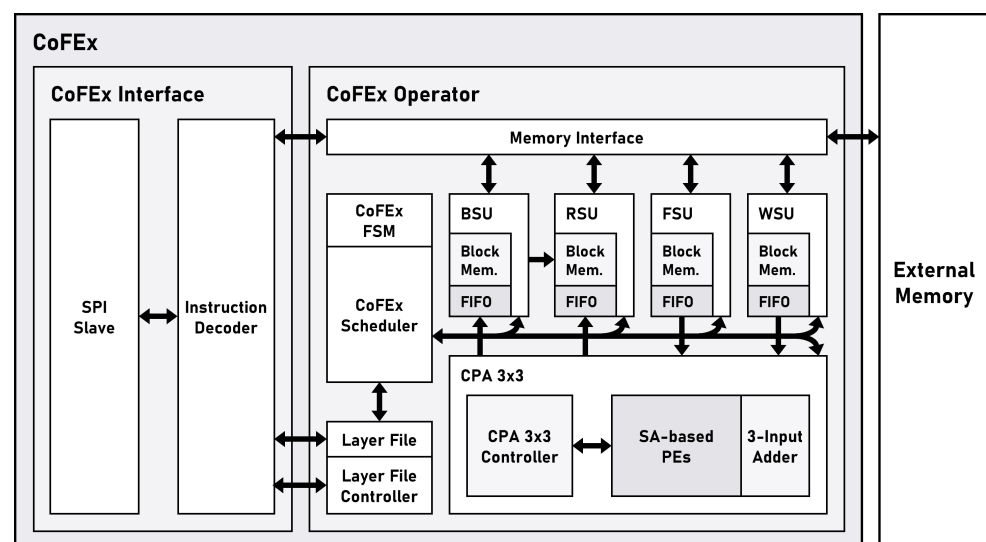 CoFEx
CoFEx Interface
SPI
Slave
Instruction
Decoder
CoFEx Operator
Memory Interface
CoFEx
FSM
CoFEx
Scheduler
Layer File
Layer File
Controller
BSU
Block
Mem.
FIFO
RSU
Block
Mem.
FIFO
FSU
Block
Mem.
FIFO
WSU
Block
Mem.
FIFO
CPA 3x3
CPA 3x3
Controller
SA-based
PEs
3-Input
Adder
External
Memory